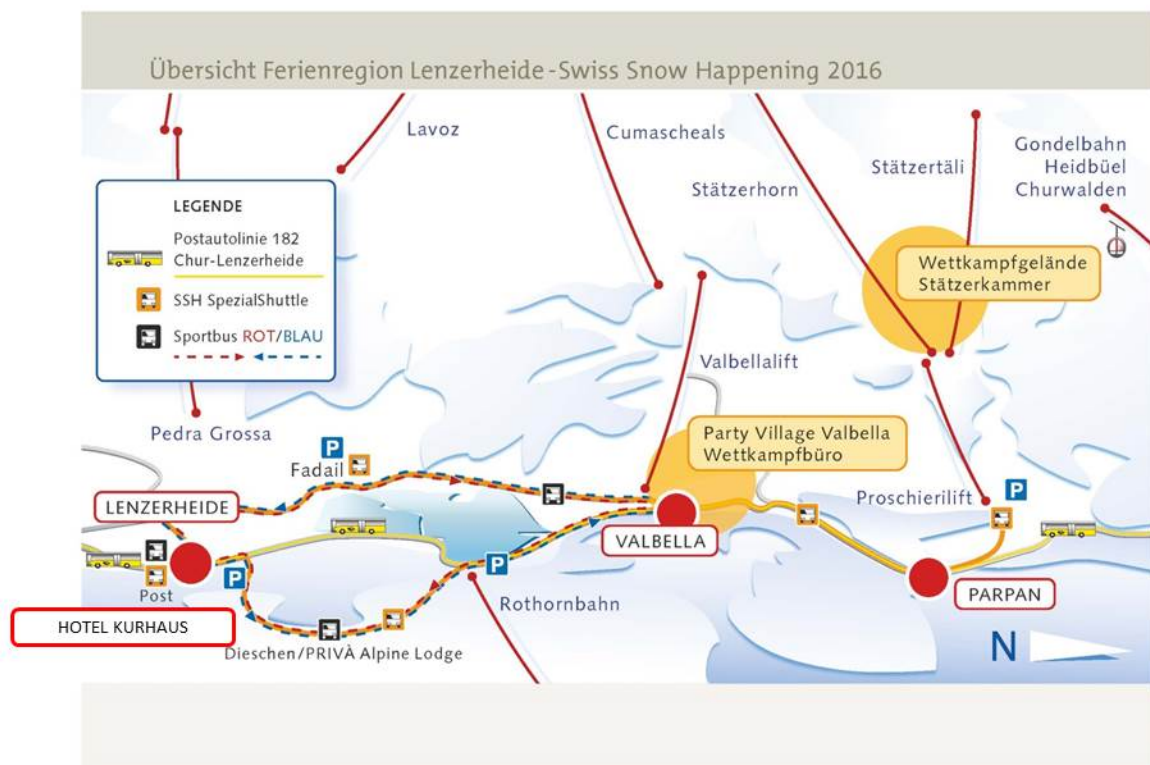 Übersicht Ferienregion Lenzerheide-Swiss Snow Happening 2016
Lavoz
Cumascheals
Stätzerhorn
Stätzertäli
Gondelbahn
Heidbüel
Churwalden
LEGENDE
Postautolinie 182
Chur-Lenzerheide
SSH SpezialShuttle
Sportbus ROT/BLAU
Wettkampfgelände
Stätzerkammer
Valbellalift
Pedra Grossa
Party Village Valbella
Wettkampfbüro
P
Fadail
Proschierilift
P
LENZERHEIDE
VALBELLA
P
P
Post
Rothornbahn
PARPAN
HOTEL KURHAUS
Dieschen/PRIVÀ Alpine Lodge
N